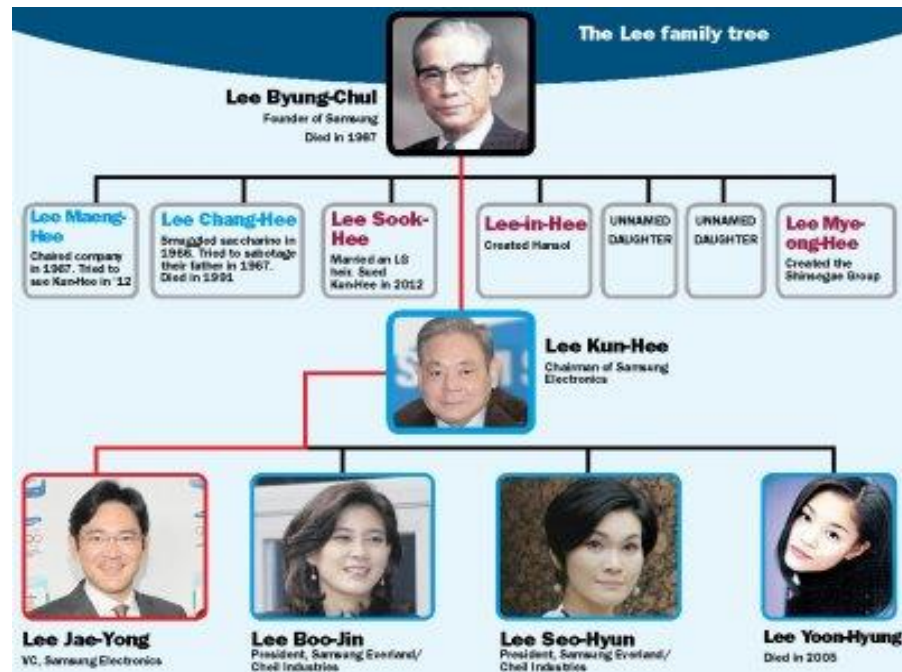 The Lee family tree
Lee Byung-Chul
Founder of Samsung
Died in 1987
Lee Maeng-
Hee
Chaired company
in 1967. Tried to
sue Kun-Hee in '12
Lee Chang-Hee
Smuggled saccharine in
1966. Tried to sabotage
their father in 1967.
Died in 1991
Lee Sook-
Hee
Married an LS
heir. Sued
Kun-Hee in 2012
Lee-in-Hee
Created Hansol
UNNAMED
DAUGHTER
UNNAMED
DAUGHTER
Lee Mye-
ong-Hee
Created the
Shinsegae Group
Lee Kun-Hee
Chairman of Samsung
Electronics
Lee Jae-Yong
VC, Samsung Electronics
Lee Boo-Jin
President, Samsung Everland/
Cheil Industries
Lee Seo-Hyun
President, Samsung Everland/
Cheil Industries
Lee Yoon-Hyung
Died in 2005